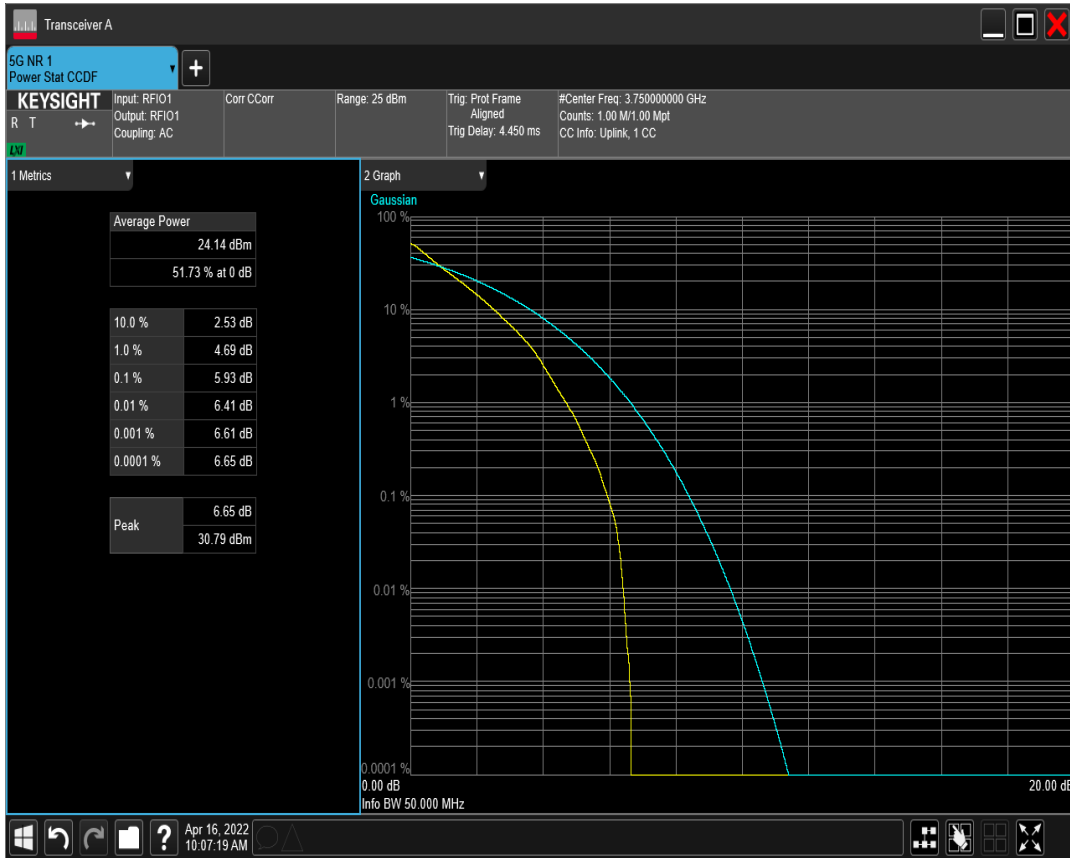 Transceiver A
5G NR 1
Power Stat CCDF
+
KEYSIGHT
R T
LXI
Input: RFIO1
Output: RFIO1
Coupling: AC
Corr CCorr
Range: 25 dBm
Trig: Prot Frame
Aligned
Trig Delay: 4.450 ms
#Center Freq: 3.750000000 GHz
Counts: 1.00 M/1.00 Mpt
CC Info: Uplink, 1 CC
1 Metrics
Average Power
24.14 dBm
51.73 % at 0 dB
10.0 % 2.53 dB
1.0 % 4.69 dB
0.1 % 5.93 dB
0.01 % 6.41 dB
0.001 % 6.61 dB
0.0001 % 6.65 dB
Peak 6.65 dB
30.79 dBm
2 Graph
Gaussian
100 %
10 %
1 %
0.1 %
0.01 %
0.001 %
0.0001 %
0.00 dB 20.00 dB
Info BW 50.000 MHz
? Apr 16, 2022
10:07:19 AM